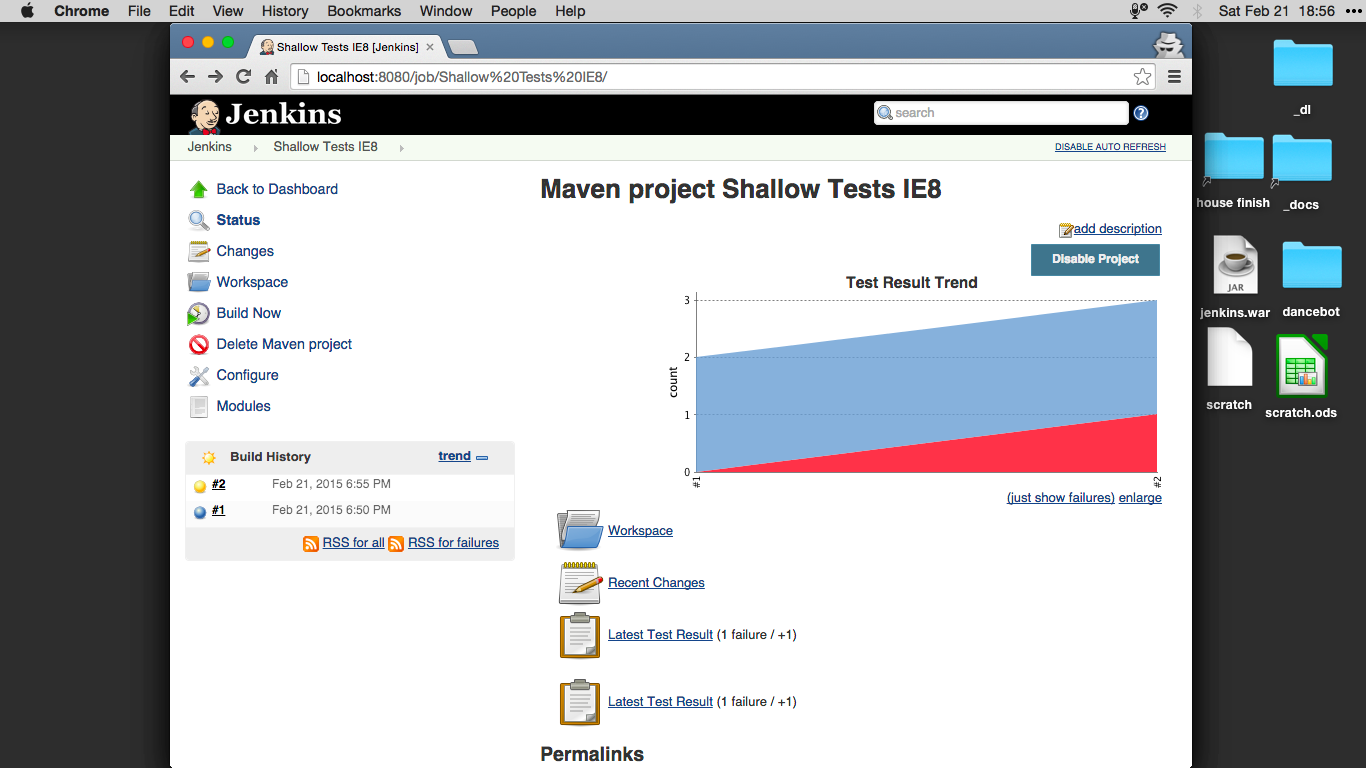 Chrome File Edit View History Bookmarks Window People Help Sat Feb 21 18:56
Shallow Tests IE8 [Jenkins]
localhost:8080/job/Shallow%20Tests%20IE8/
Jenkins
search
Jenkins Shallow Tests IE8
DISABLE AUTO REFRESH
Back to Dashboard
Status
Changes
Workspace
Build Now
Delete Maven project
Configure
Modules
Build History trend
#2 Feb 21, 2015 6:55 PM
#1 Feb 21, 2015 6:50 PM
RSS for all RSS for failures
Maven project Shallow Tests IE8
add description
Disable Project
Test Result Trend
count
3
2
1
0
#1
#2
(just show failures) enlarge
Workspace
Recent Changes
Latest Test Result (1 failure / +1)
Latest Test Result (1 failure / +1)
Permalinks
_dl
house finish
_docs
JAR
jenkins.war
dancebot
scratch
scratch.ods